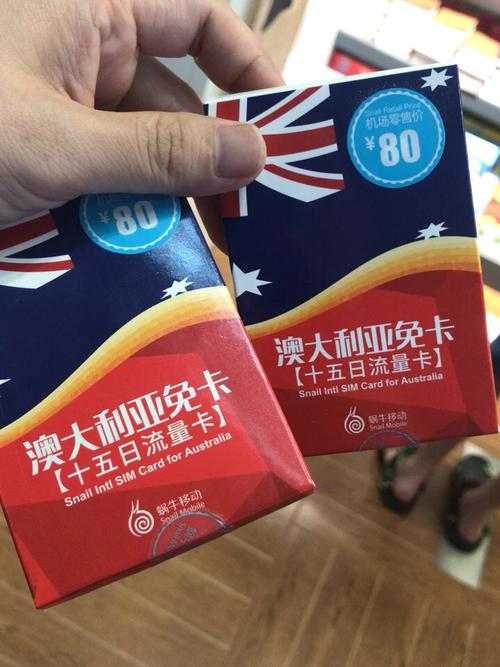 Snail Retail Price
机场零售价
¥80
澳大利亚兔卡
【十五日流量卡】
Snail Intl SIM Card for Australia
蜗牛移动
Snail Mobile
¥80
澳大利亚兔卡
【十五日流量卡】
Snail Intl SIM Card for Australia
蜗牛移动
Snail Mobile